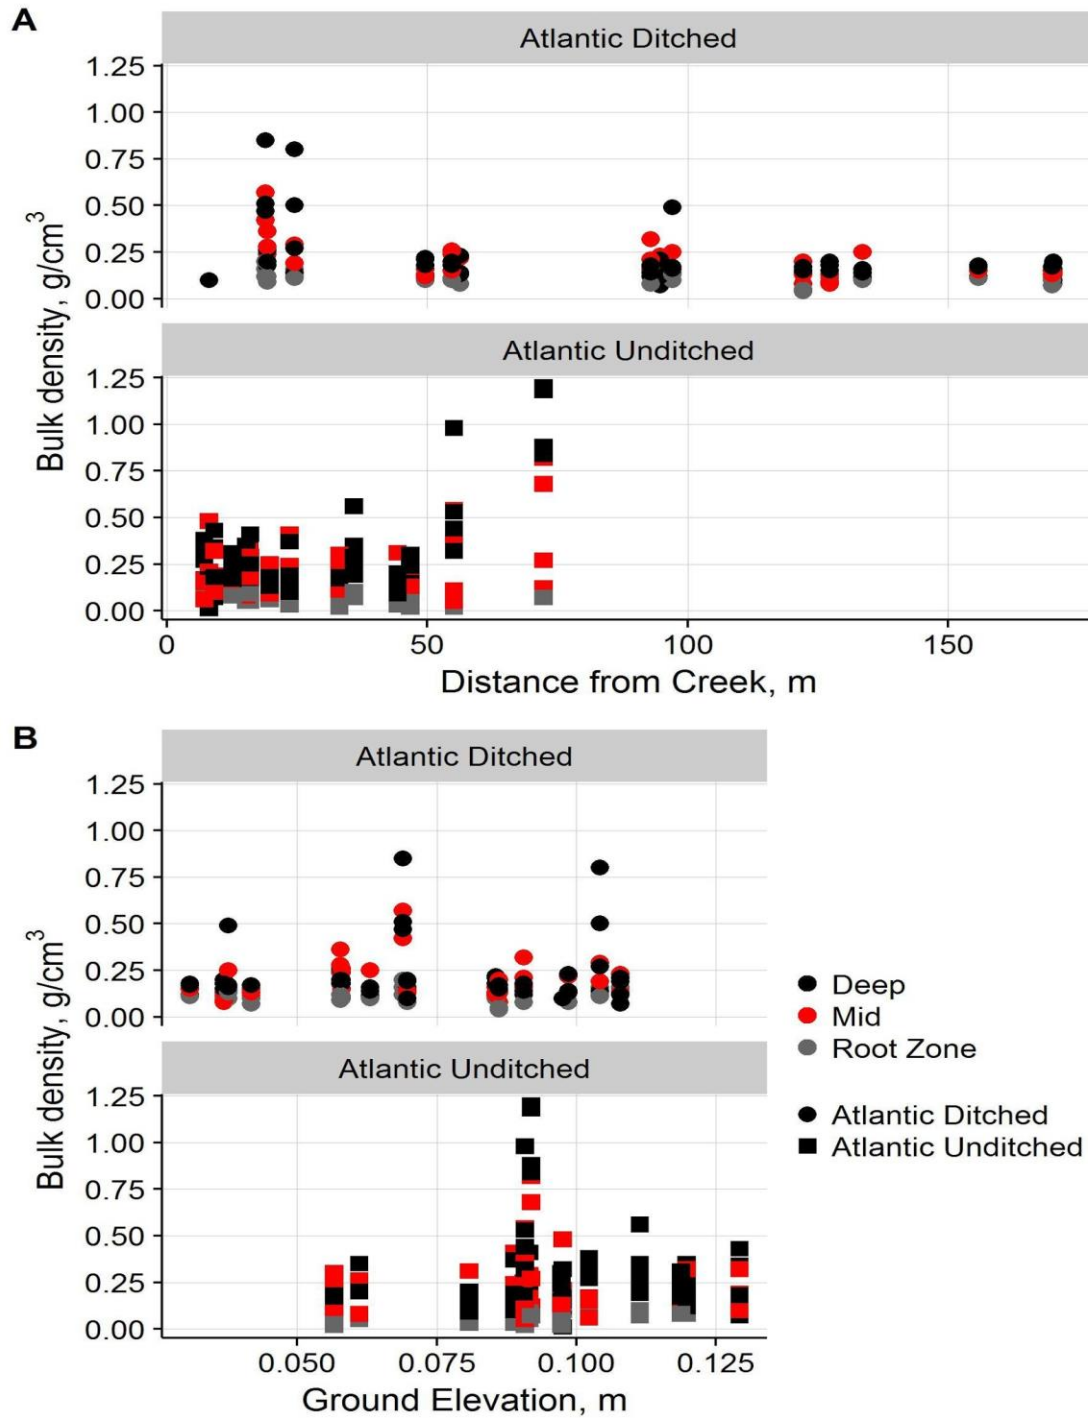 A
Atlantic Ditched
1.25
1.00
0.75
0.50
0.25
0.00
Atlantic Unditched
1.25
1.00
0.75
0.50
0.25
0.00
Bulk density, g/cm³
0 50 100 150
Distance from Creek, m
B
Atlantic Ditched
1.25
1.00
0.75
0.50
0.25
0.00
Atlantic Unditched
1.25
1.00
0.75
0.50
0.25
0.00
Bulk density, g/cm³
0.050 0.075 0.100 0.125
Ground Elevation, m
Deep
Mid
Root Zone
Atlantic Ditched
Atlantic Unditched